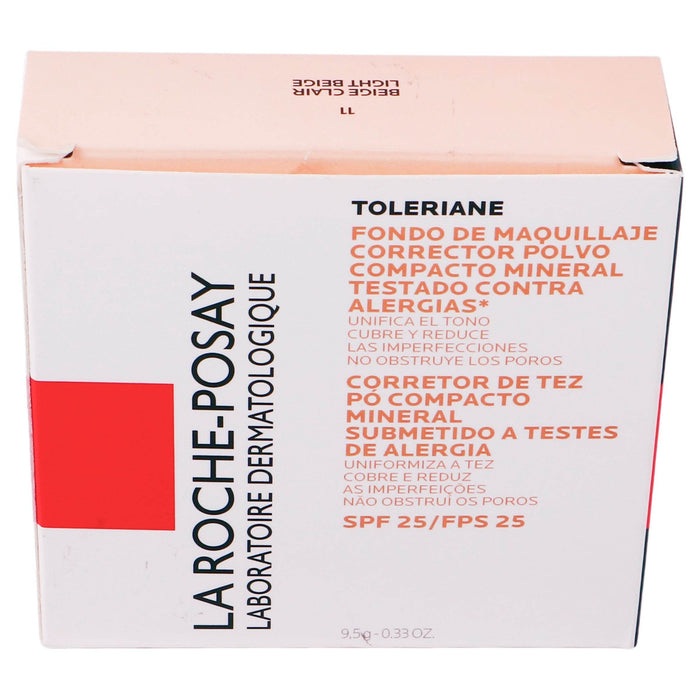 BEIGE CLAIR
LIGHT BEIGE
11
LA ROCHE-POSAY
LABORATOIRE DERMATOLOGIQUE
TOLERIANE
FONDO DE MAQUILLAJE
CORRECTOR POLVO
COMPACTO MINERAL
TESTADO CONTRA
ALERGIAS*
UNIFICA EL TONO
CUBRE Y REDUCE
LAS IMPERFECCIONES
NO OBSTRUYE LOS POROS
CORRETOR DE TEZ
PÓ COMPACTO
MINERAL
SUBMETIDO A TESTES
DE ALERGIA
UNIFORMIZA A TEZ
COBRE E REDUZ
AS IMPERFEIÇÕES
NÃO OBSTRUÍ OS POROS
SPF 25/FPS 25
9,5g - 0.33 OZ.